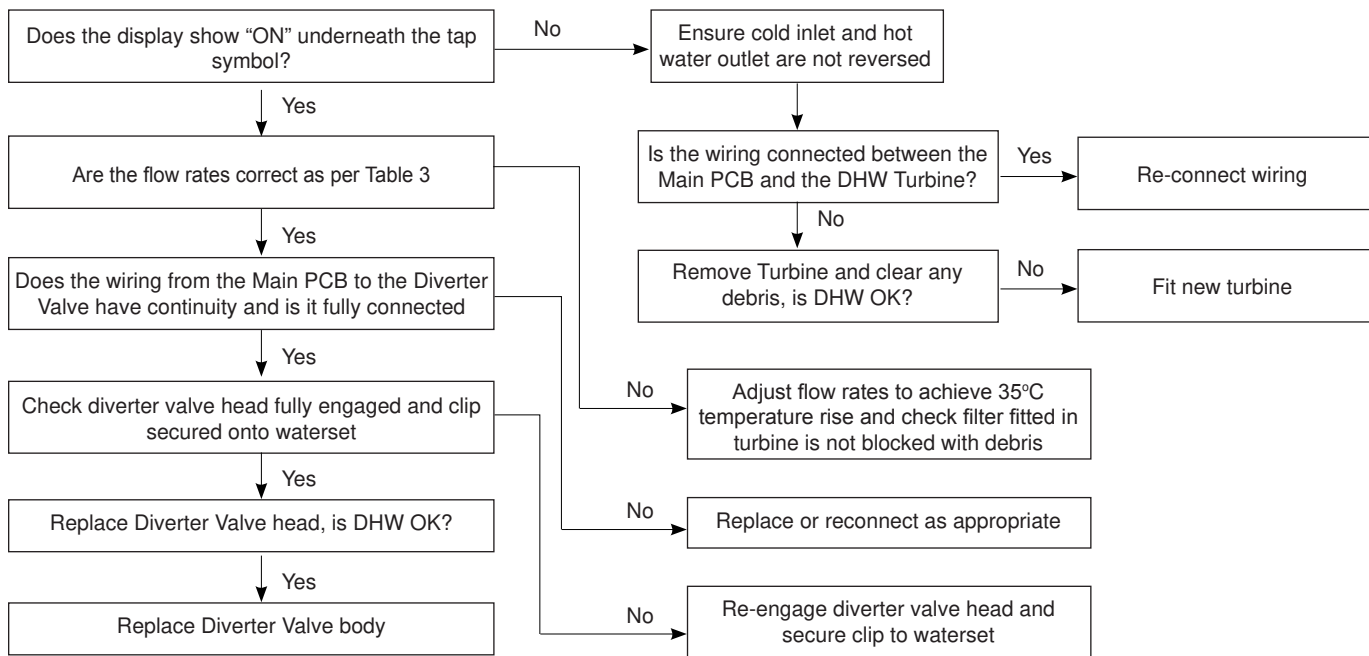 Does the display show “ON” underneath the tap
symbol?
No
Ensure cold inlet and hot
water outlet are not reversed
Yes
Are the flow rates correct as per Table 3
Is the wiring connected between the
Main PCB and the DHW Turbine?
Yes
Re-connect wiring
Yes
No
Does the wiring from the Main PCB to the Diverter
Valve have continuity and is it fully connected
Remove Turbine and clear any
debris, is DHW OK?
No
Fit new turbine
Yes
Check diverter valve head fully engaged and clip
secured onto waterset
No
Adjust flow rates to achieve 35ºC
temperature rise and check filter fitted in
turbine is not blocked with debris
Yes
Replace Diverter Valve head, is DHW OK?
No
Replace or reconnect as appropriate
Yes
Replace Diverter Valve body
No
Re-engage diverter valve head and
secure clip to waterset